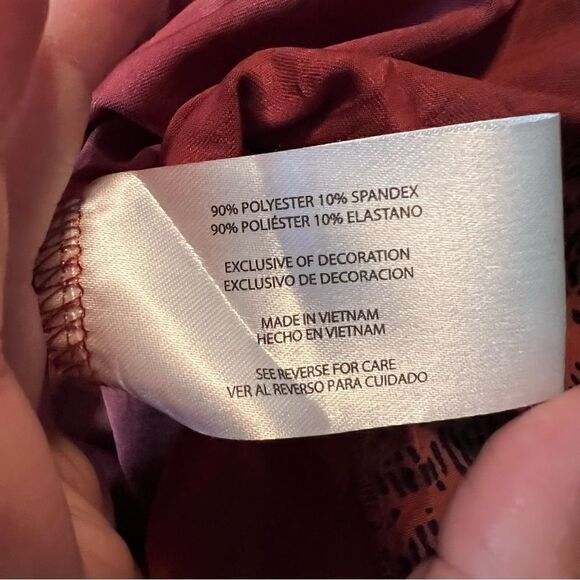 90% POLYESTER 10% SPANDEX
90% POLIÉSTER 10% ELASTANO
EXCLUSIVE OF DECORATION
EXCLUSIVO DE DECORACION
MADE IN VIETNAM
HECHO EN VIETNAM
SEE REVERSE FOR CARE
VER AL REVERSO PARA CUIDADO